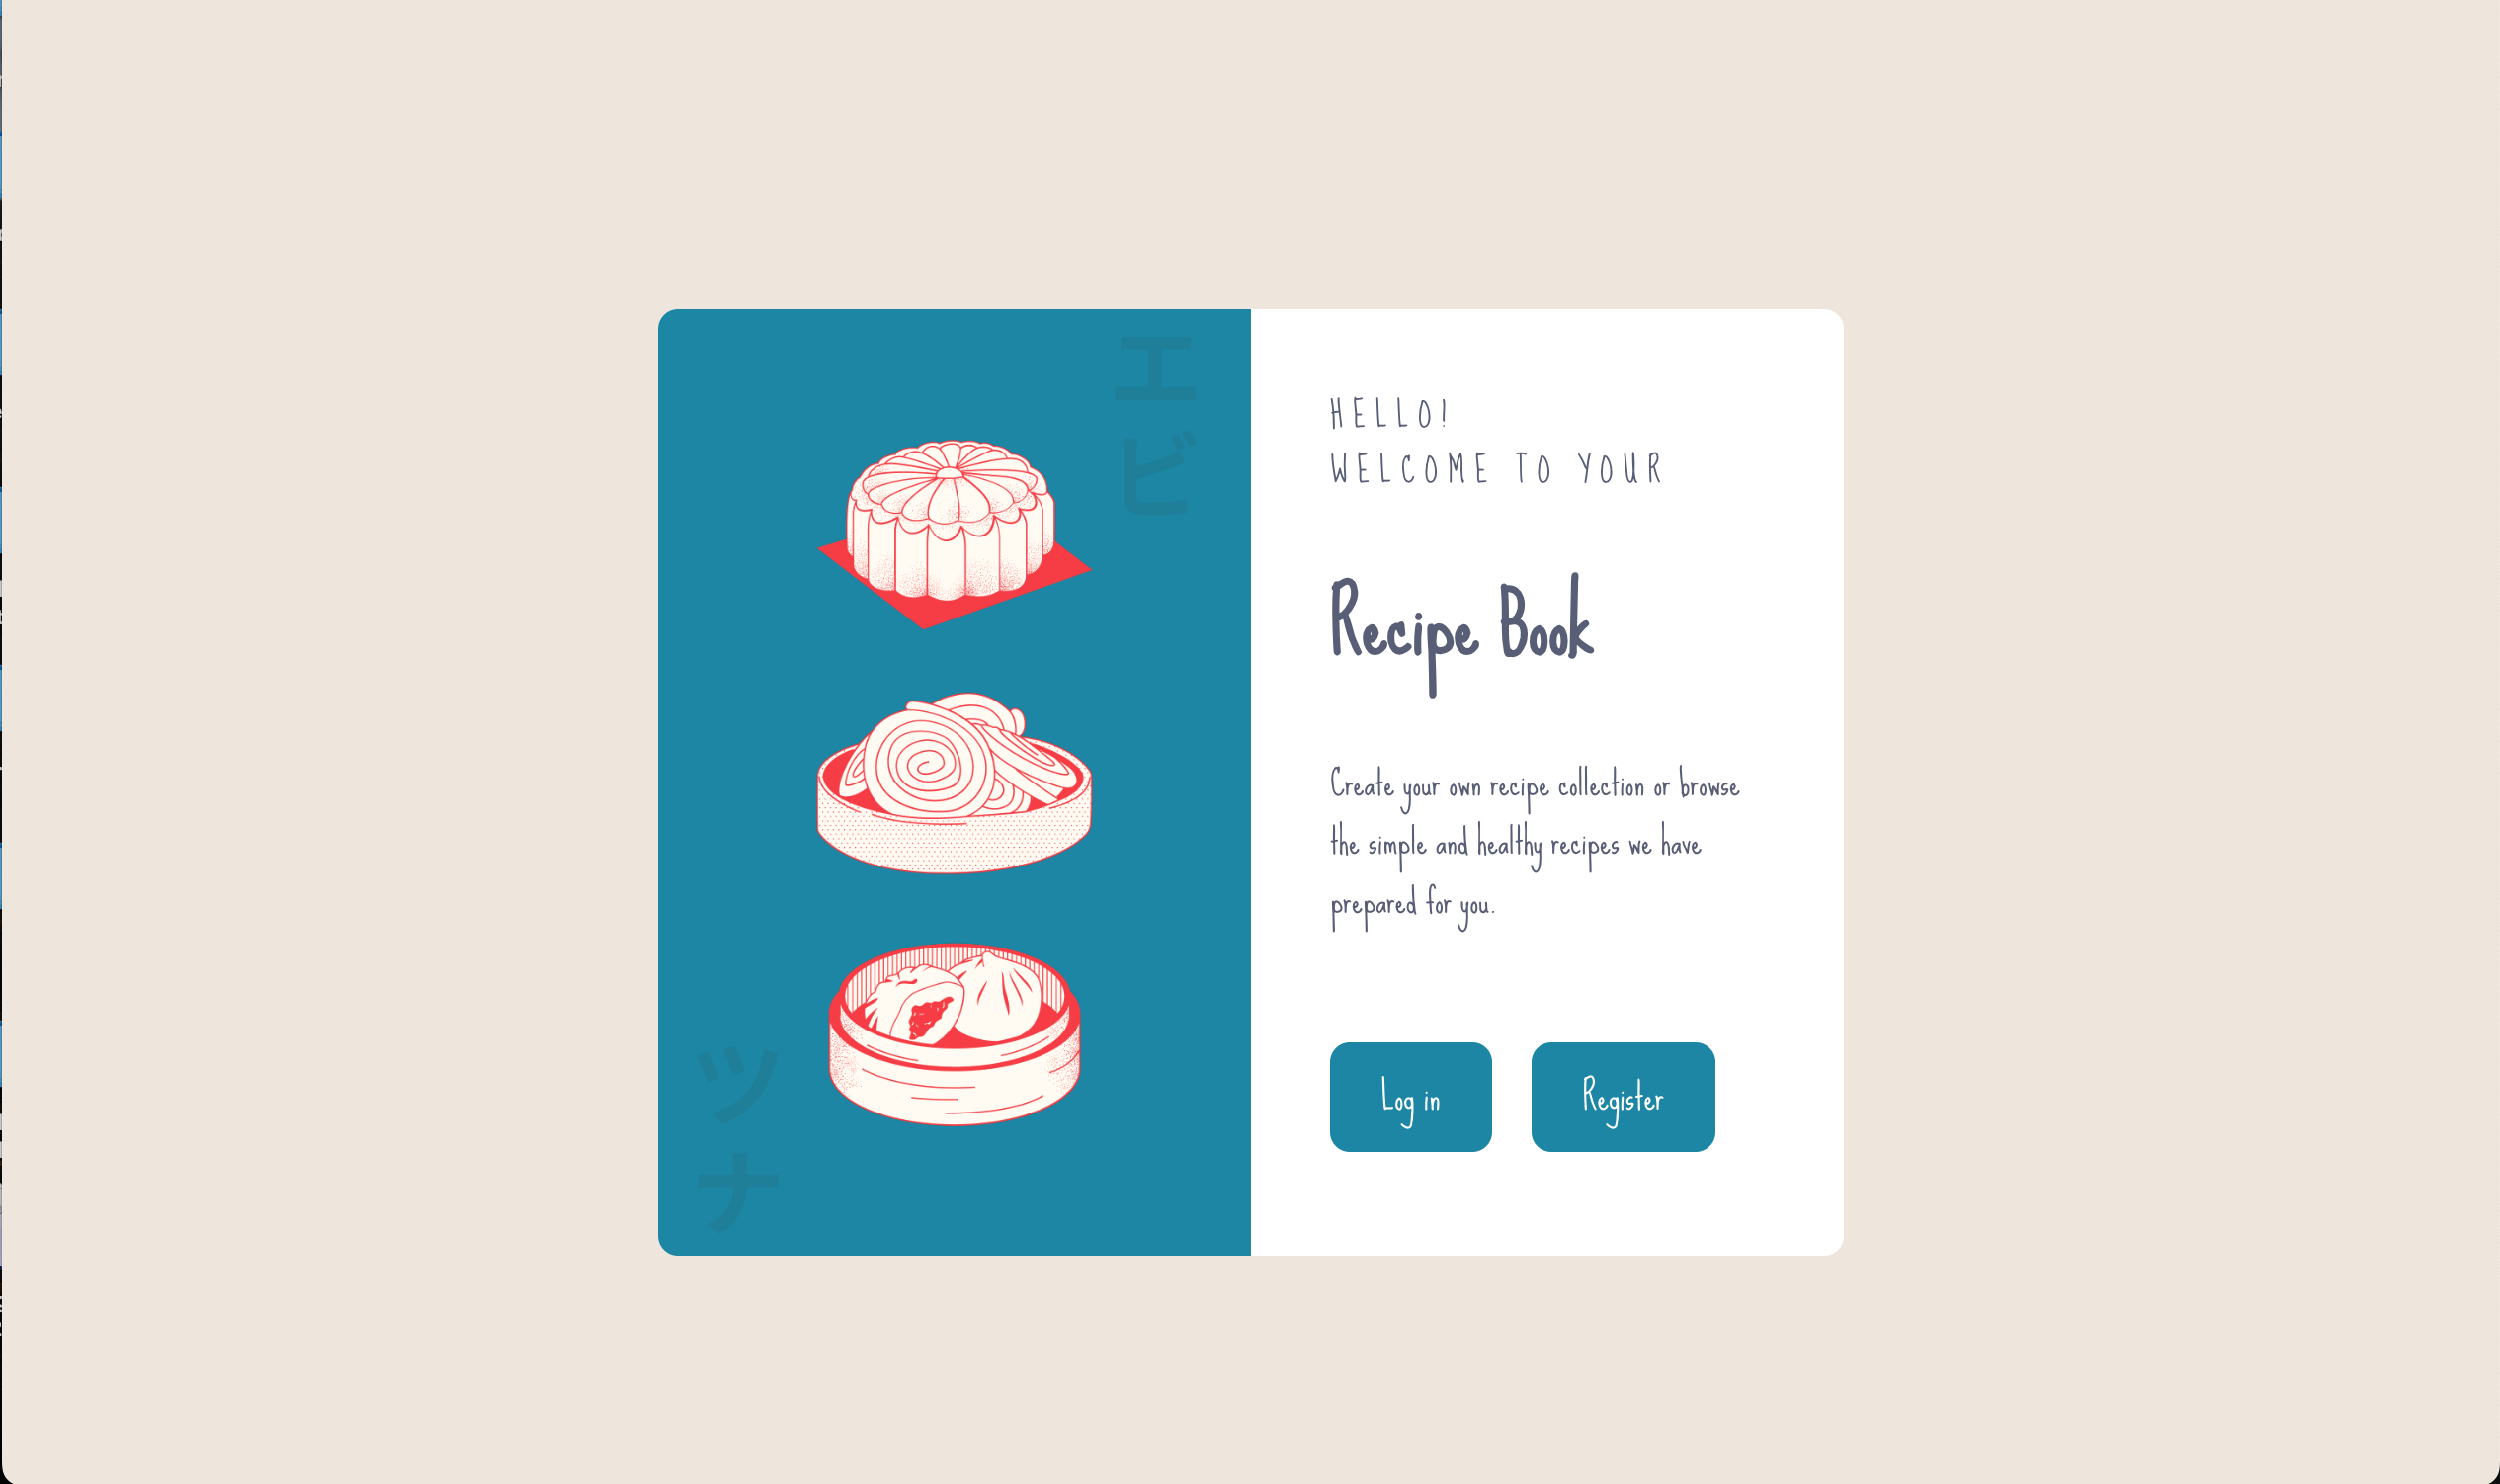 エビ
ツナ
HELLO!
WELCOME TO YOUR
Recipe Book
Create your own recipe collection or browse
the simple and healthy recipes we have
prepared for you.
Log in
Register